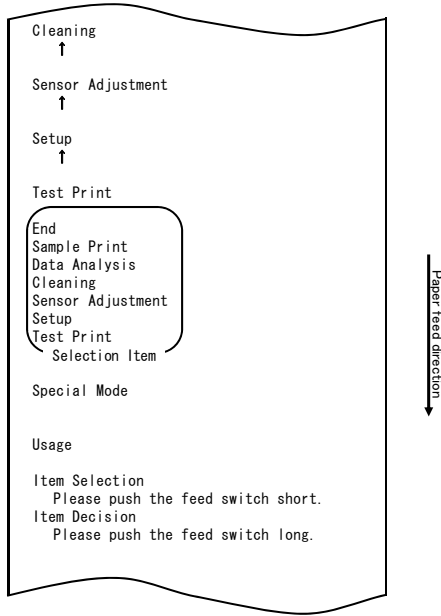 Cleaning
↑
Sensor Adjustment
↑
Setup
↑
Test Print
End
Sample Print
Data Analysis
Cleaning
Sensor Adjustment
Setup
Test Print
Selection Item
Special Mode
Usage
Item Selection
Please push the feed switch short.
Item Decision
Please push the feed switch long.
Paper feed direction